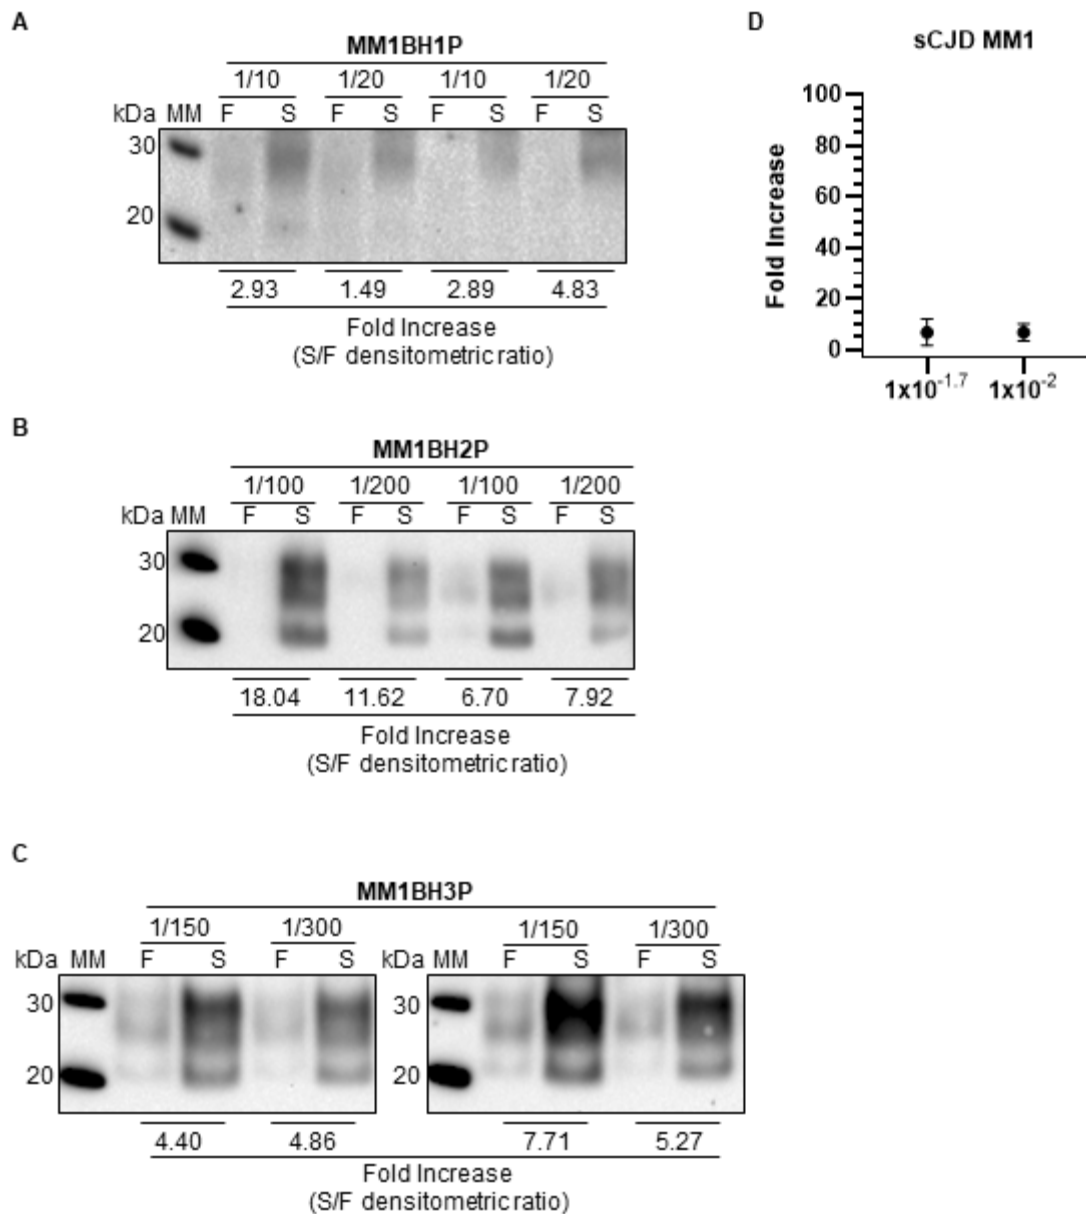 A
MM1BH1P
1/10 1/20 1/10 1/20
kDa MM F S F S F S F S
30
20
2.93 1.49 2.89 4.83
Fold Increase
(S/F densitometric ratio)
D
sCJD MM1
Fold Increase
100
80
60
40
20
0
1x10-1.7 1x10-2
B
MM1BH2P
1/100 1/200 1/100 1/200
kDa MM F S F S F S F S
30
20
18.04 11.62 6.70 7.92
Fold Increase
(S/F densitometric ratio)
C
MM1BH3P
1/150 1/300 1/150 1/300
kDa MM F S F S kDa MM F S F S
30 30
20 20
4.40 4.86 7.71 5.27
Fold Increase
(S/F densitometric ratio)